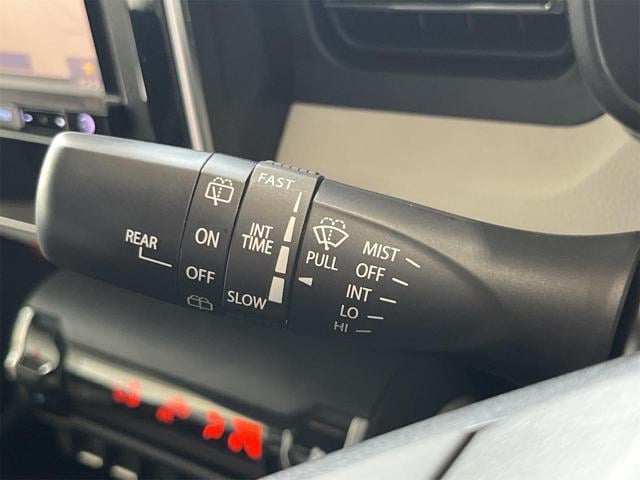 REAR
ON
OFF
FAST
INT
TIME
SLOW
PULL
MIST
OFF
INT
LO
HI